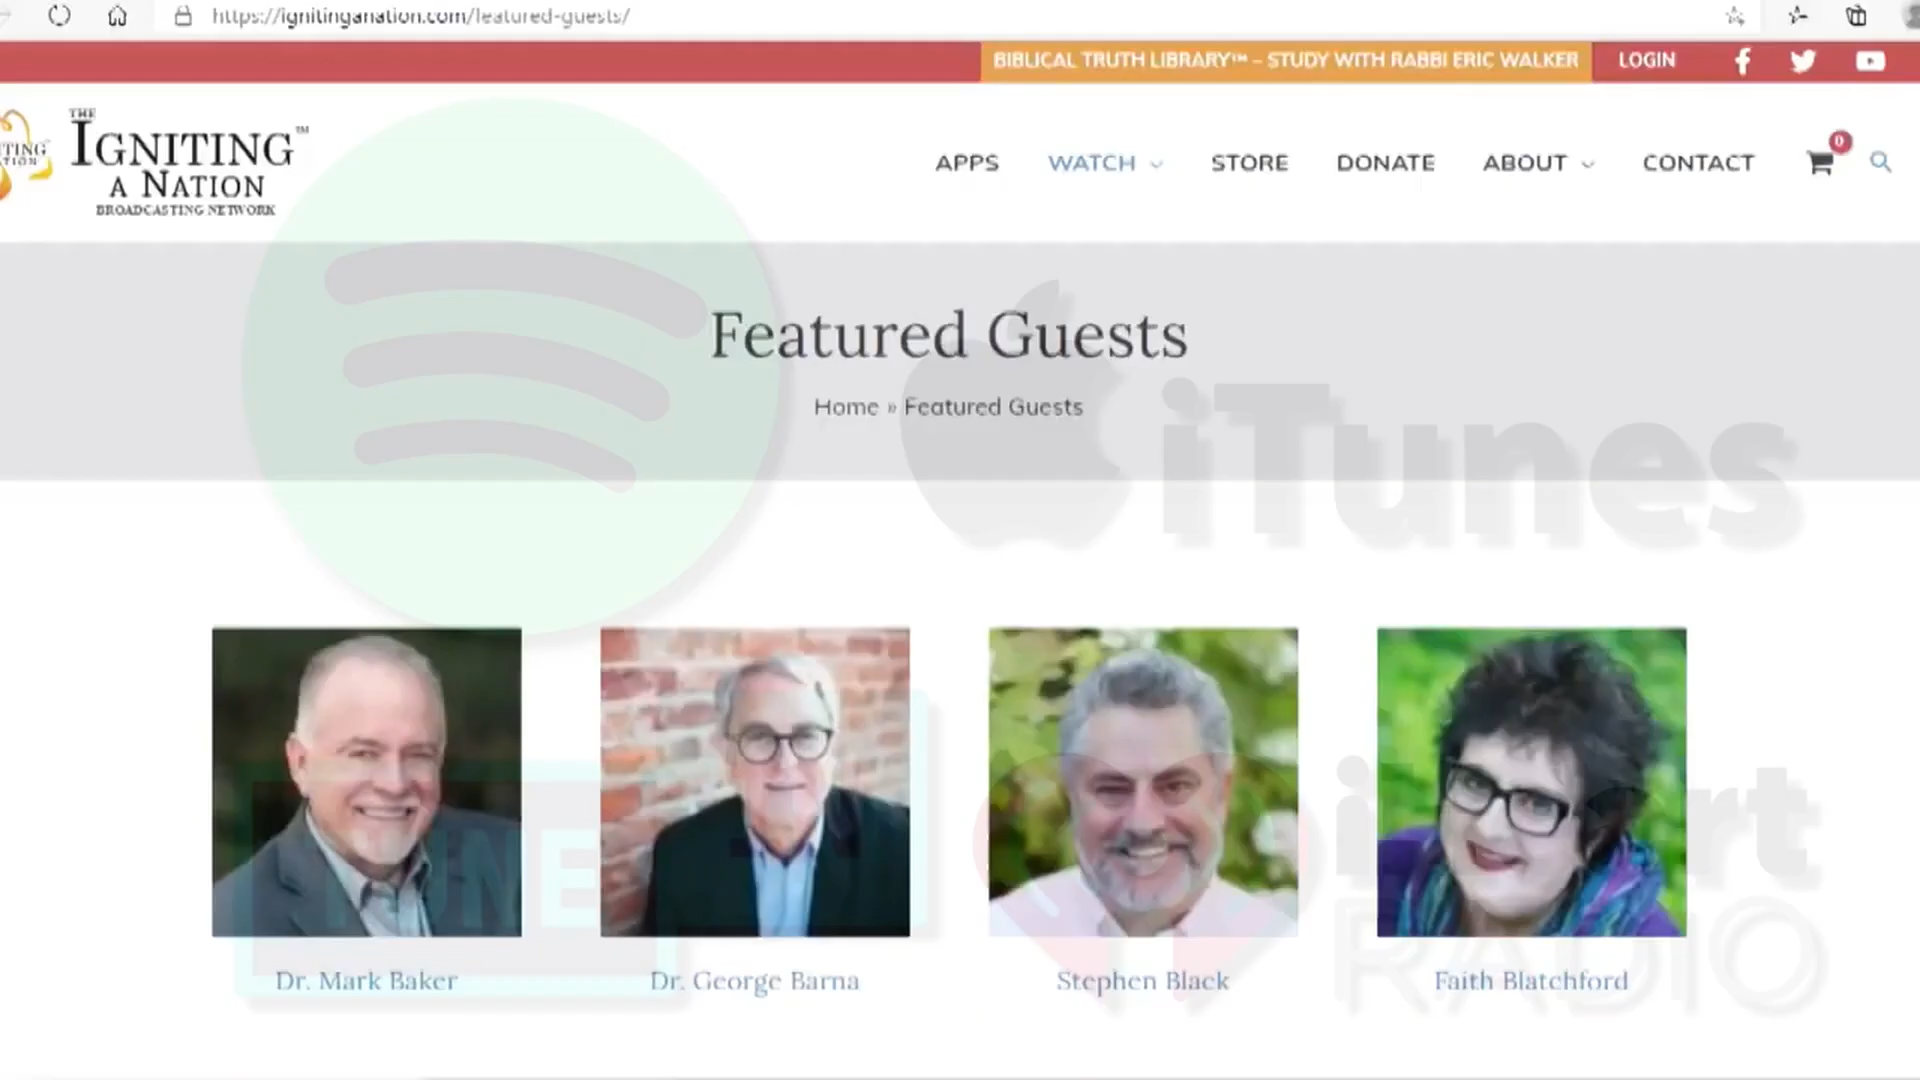 https://ignitinganation.com/featured-guests/
BIBLICAL TRUTH LIBRARY™ – STUDY WITH RABBI ERIC WALKER
LOGIN
THE
IGNITING™
A NATION
BROADCASTING NETWORK
APPS
WATCH
STORE
DONATE
ABOUT
CONTACT
0
Featured Guests
Home » Featured Guests
iTunes
TUNE
RADIO
Dr. Mark Baker
Dr. George Barna
Stephen Black
Faith Blatchford